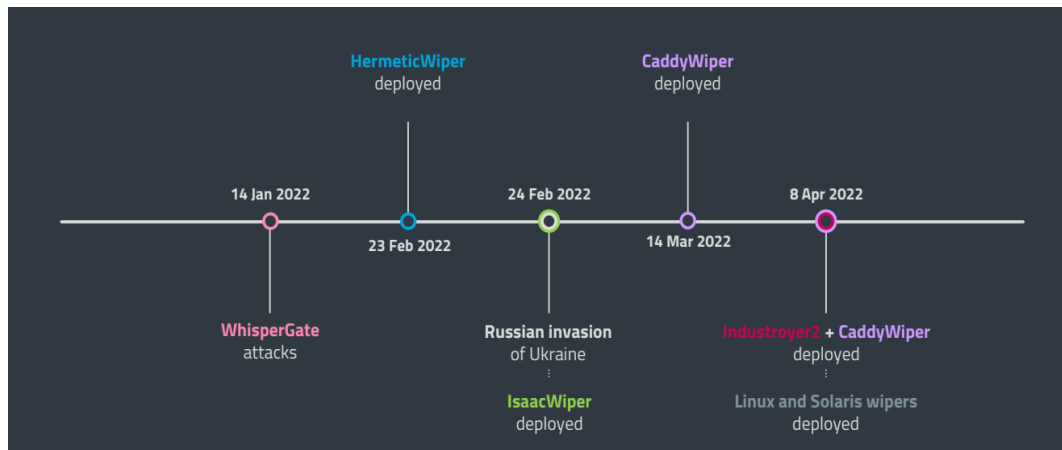 HermeticWiper
deployed
CaddyWiper
deployed
14 Jan 2022
24 Feb 2022
8 Apr 2022
23 Feb 2022
14 Mar 2022
WhisperGate
attacks
Russian invasion
of Ukraine
IsaacWiper
deployed
Industroyer2 + CaddyWiper
deployed
Linux and Solaris wipers
deployed